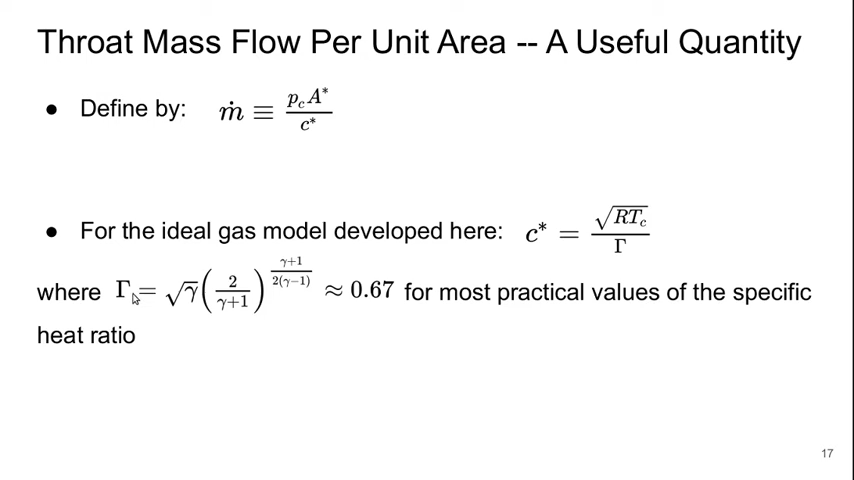 Throat Mass Flow Per Unit Area -- A Useful Quantity
● Define by: ṁ ≡ p_c A* / c*
● For the ideal gas model developed here: c* = √(RT_c) / Γ
where Γ = √γ (2 / (γ+1))^((γ+1) / (2(γ−1))) ≈ 0.67 for most practical values of the specific
heat ratio
17